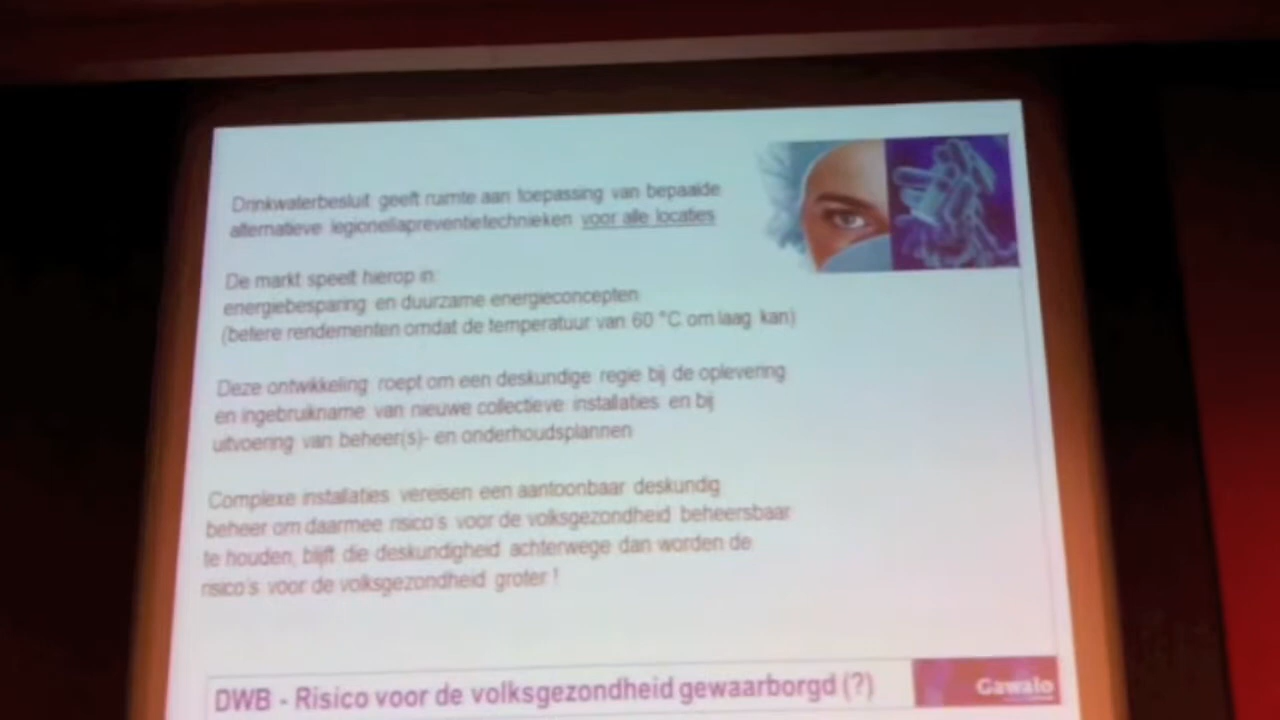 Drinkwaterbesluit geeft ruimte aan toepassing van bepaalde
alternatieve legionellapreventietechnieken voor alle locaties
De markt speelt hierop in:
energiebesparing en duurzame energieconcepten
(betere rendementen omdat de temperatuur van 60 °C omlaag kan)
Deze ontwikkeling roept om een deskundige regie bij de oplevering
en ingebruikname van nieuwe collectieve installaties en bij
uitvoering van beheer(s)- en onderhoudsplannen
Complexe installaties vereisen een aantoonbaar deskundig
beheer om daarmee risico's voor de volksgezondheid beheersbaar
te houden, blijft die deskundigheid achterwege dan worden de
risico's voor de volksgezondheid groter !
DWB - Risico voor de volksgezondheid gewaarborgd (?)
Gawalo